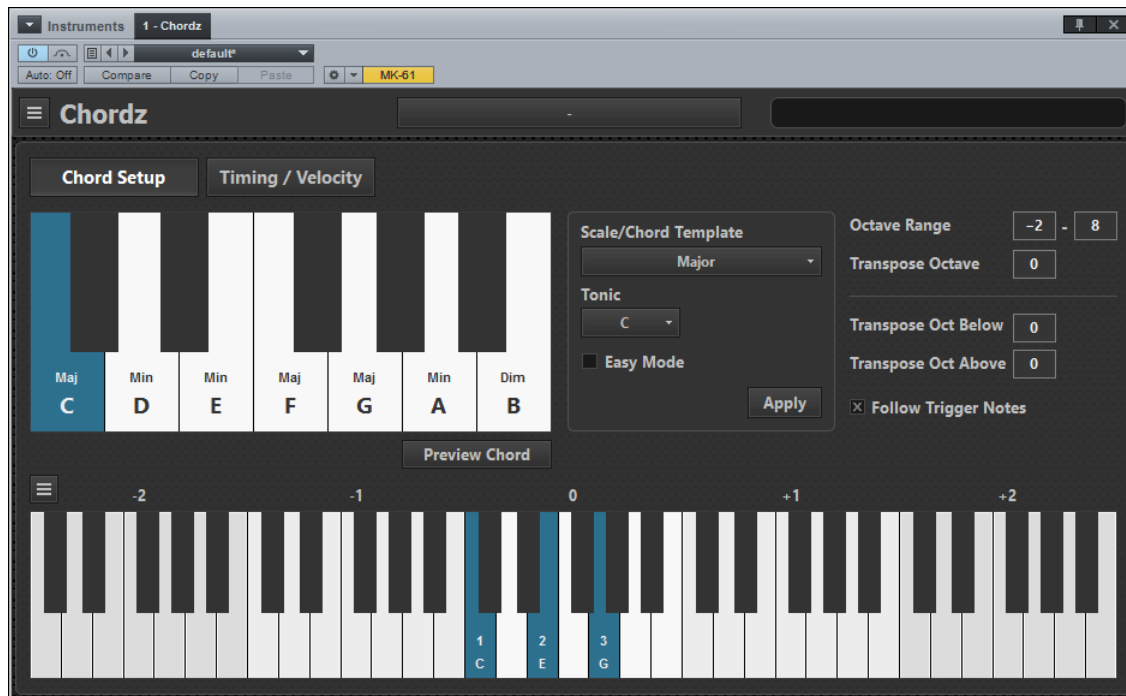 Instruments 1 - Chordz
default*
Auto: Off Compare Copy Paste MK-61
Chordz -
Chord Setup Timing / Velocity
Scale/Chord Template
Major
Tonic
C
Easy Mode
Apply
Octave Range -2 - 8
Transpose Octave 0
Transpose Oct Below 0
Transpose Oct Above 0
Follow Trigger Notes
Maj Min Min Maj Maj Min Dim
C D E F G A B
Preview Chord
-2 -1 0 +1 +2
1 2 3
C E G